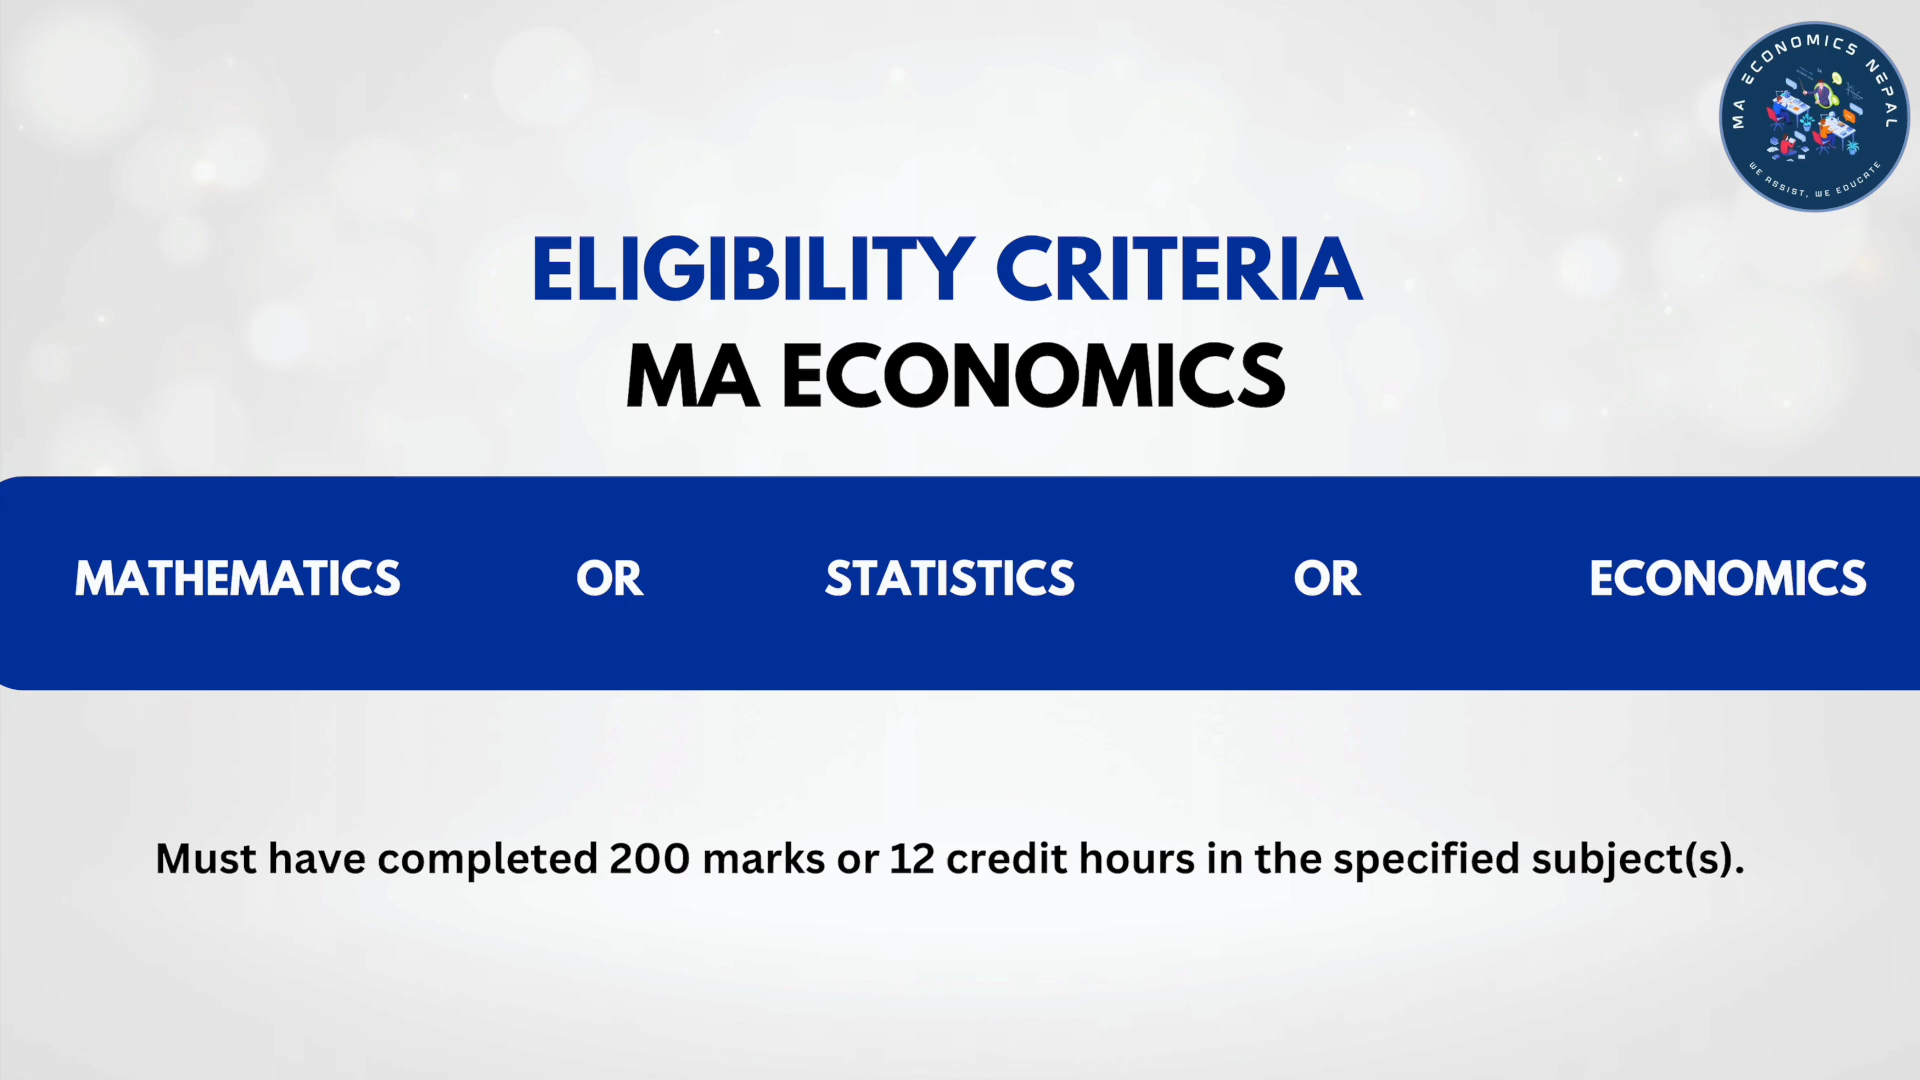 MA ECONOMICS NEPAL
WE ASSIST, WE EDUCATE
ELIGIBILITY CRITERIA
MA ECONOMICS
MATHEMATICS OR STATISTICS OR ECONOMICS
Must have completed 200 marks or 12 credit hours in the specified subject(s).